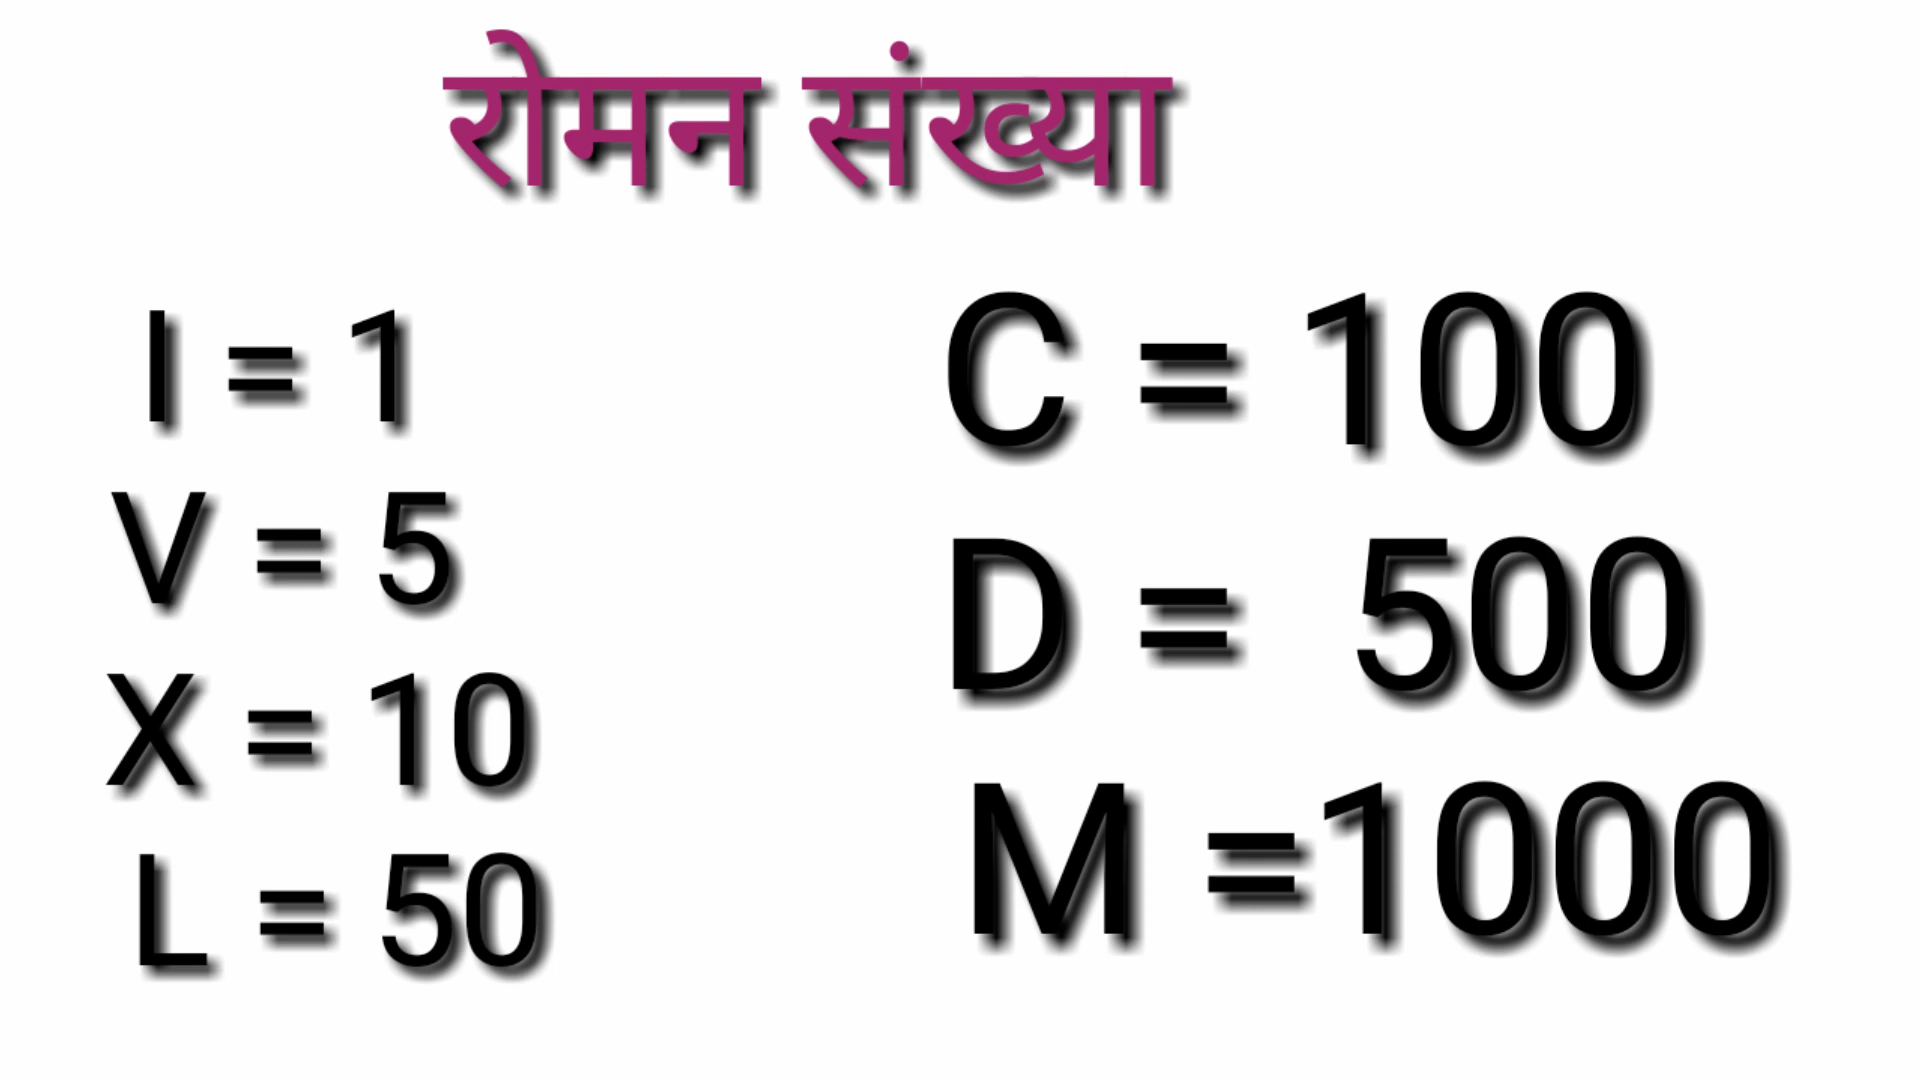 रोमन संख्या
I = 1
V = 5
X = 10
L = 50
C = 100
D = 500
M =1000